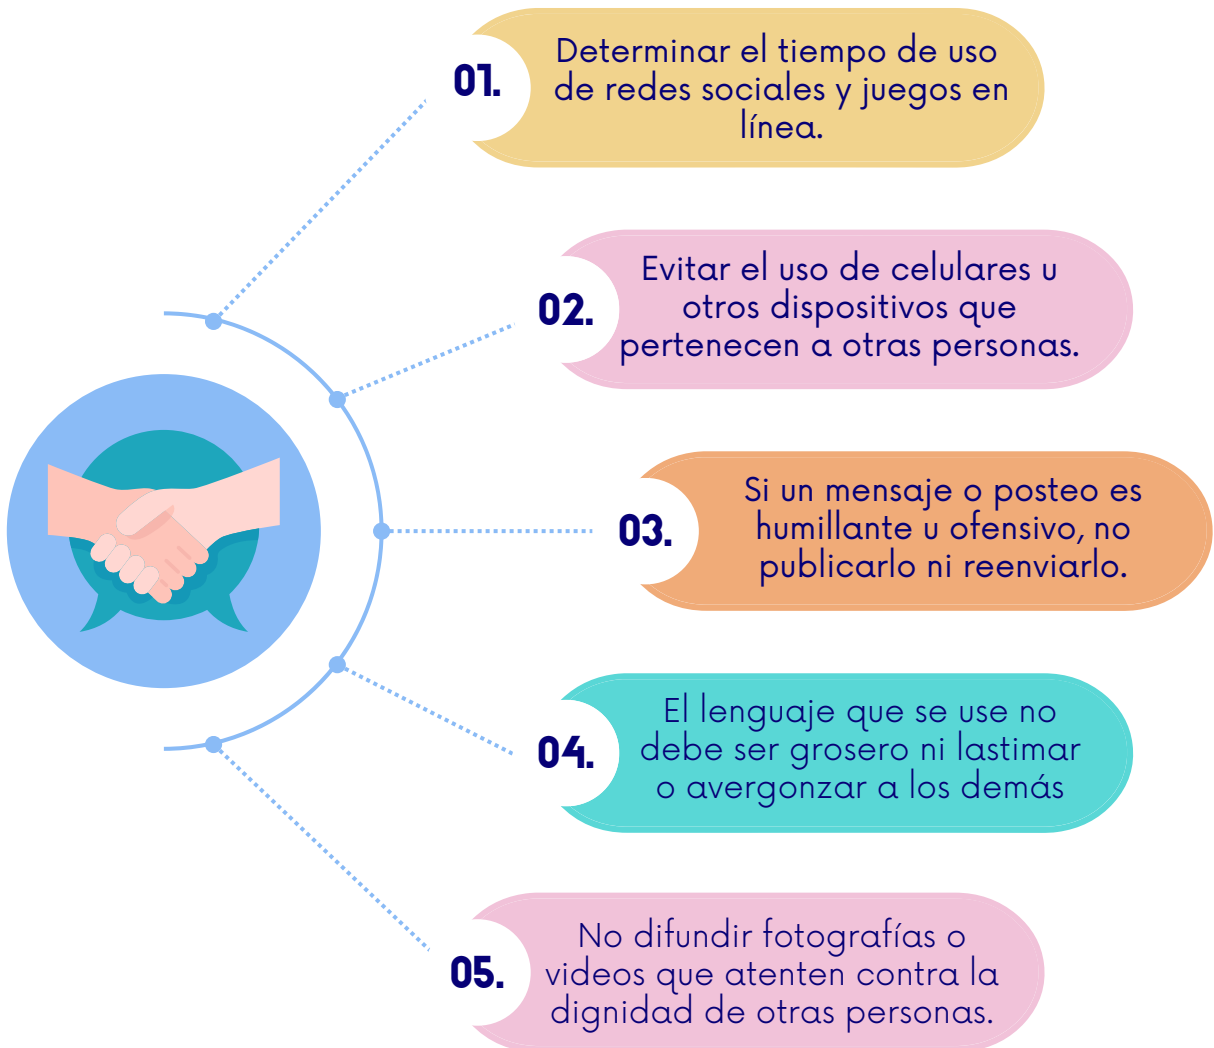 01.
Determinar el tiempo de uso
de redes sociales y juegos en
línea.
02.
Evitar el uso de celulares u
otros dispositivos que
pertenecen a otras personas.
03.
Si un mensaje o posteo es
humillante u ofensivo, no
publicarlo ni reenviarlo.
04.
El lenguaje que se use no
debe ser grosero ni lastimar
o avergonzar a los demás
05.
No difundir fotografías o
videos que atenten contra la
dignidad de otras personas.